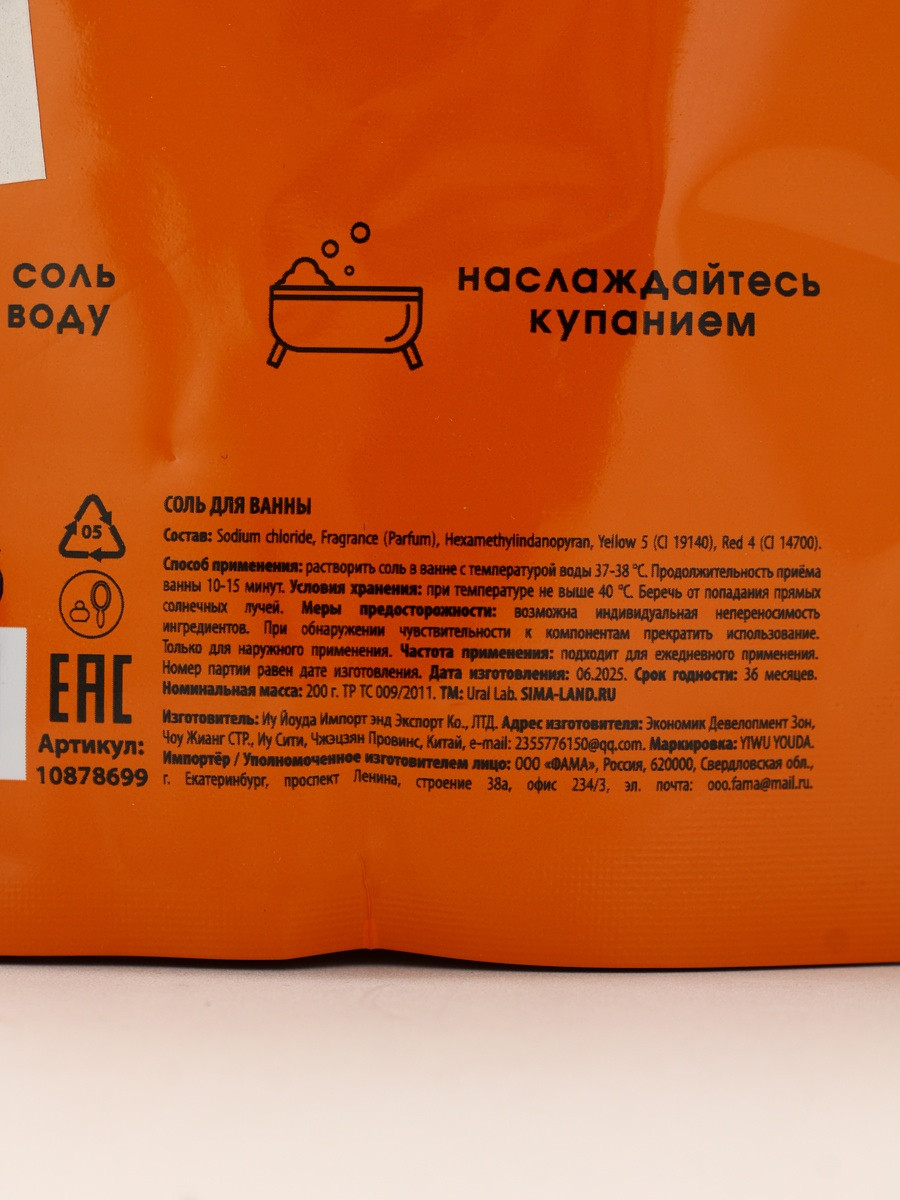 соль
воду
наслаждайтесь
купанием
05
СОЛЬ ДЛЯ ВАННЫ
Состав: Sodium chloride, Fragrance (Parfum), Hexamethylindanopyran, Yellow 5 (CI 19140), Red 4 (CI 14700).
Способ применения: растворить соль в ванне с температурой воды 37-38 °С. Продолжительность приёма
ванны 10-15 минут. Условия хранения: при температуре не выше 40 °С. Беречь от попадания прямых
солнечных лучей. Меры предосторожности: возможна индивидуальная непереносимость
ингредиентов. При обнаружении чувствительности к компонентам прекратить использование.
Только для наружного применения. Частота применения: подходит для ежедневного применения.
Номер партии равен дате изготовления. Дата изготовления: 06.2025. Срок годности: 36 месяцев.
Номинальная масса: 200 г. ТР ТС 009/2011. ТМ: Ural Lab. SIMA-LAND.RU
EAC
Артикул:
10878699
Изготовитель: Иу Йоуда Импорт энд Экспорт Ко., ЛТД. Адрес изготовителя: Экономик Девелопмент Зон,
Чоу Жианг СТР., Иу Сити, Чжэцзян Провинс, Китай, e-mail: 2355776150@qq.com. Маркировка: YIWU YOUDA.
Импортёр / Уполномоченное изготовителем лицо: ООО «ФАМА», Россия, 620000, Свердловская обл.,
г. Екатеринбург, проспект Ленина, строение 38а, офис 234/3, эл. почта: ooo.fama@mail.ru.